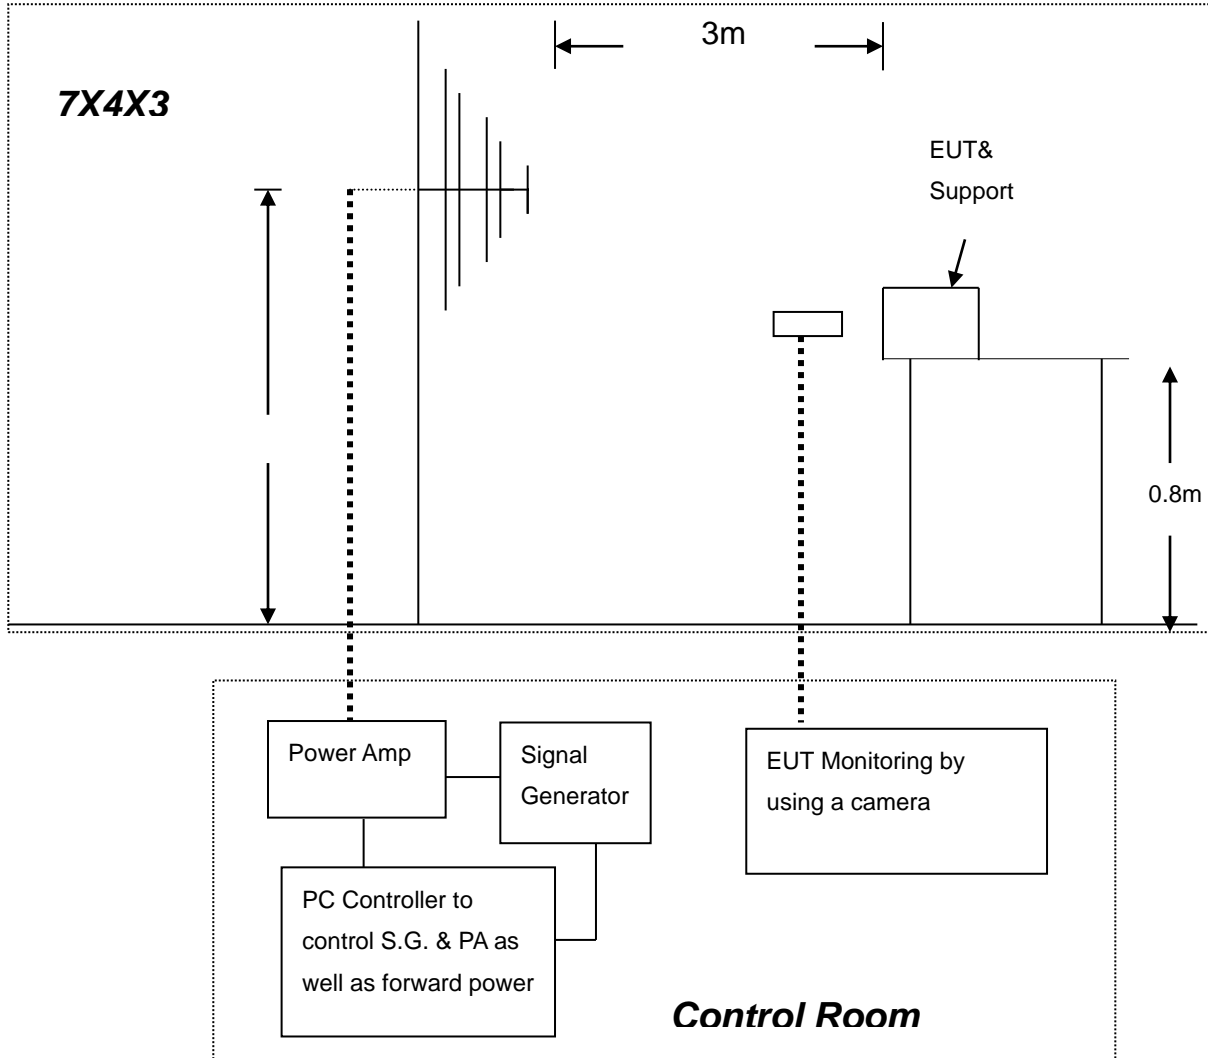 3m
7X4X3
EUT&
Support
0.8m
Power Amp
Signal
Generator
EUT Monitoring by
using a camera
PC Controller to
control S.G. & PA as
well as forward power
Control Room